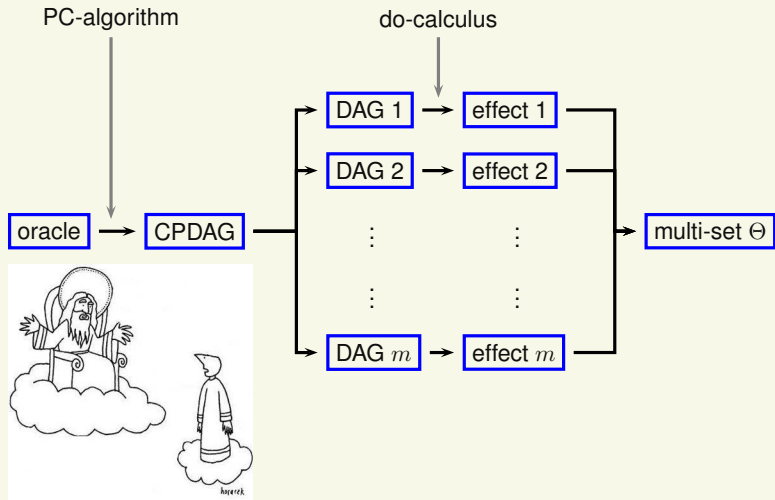 PC-algorithm
do-calculus
DAG 1
effect 1
DAG 2
effect 2
oracle
CPDAG
⋮
⋮
multi-set Θ
⋮
⋮
DAG m
effect m